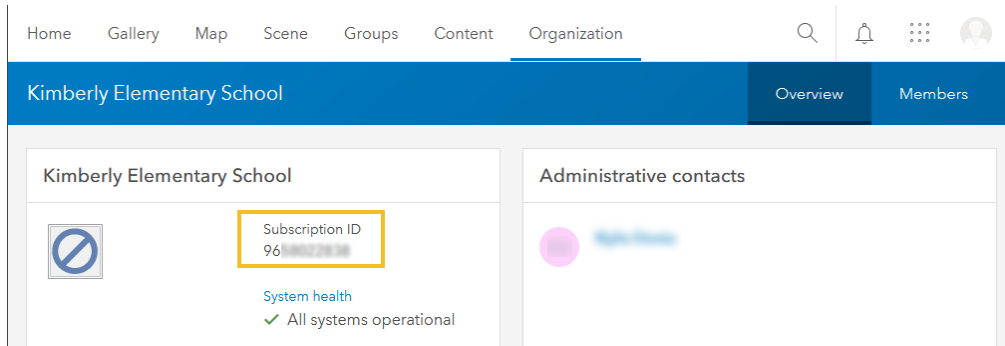 Home Gallery Map Scene Groups Content Organization
Kimberly Elementary School Overview Members
Kimberly Elementary School
Subscription ID
96
System health
All systems operational
Administrative contacts